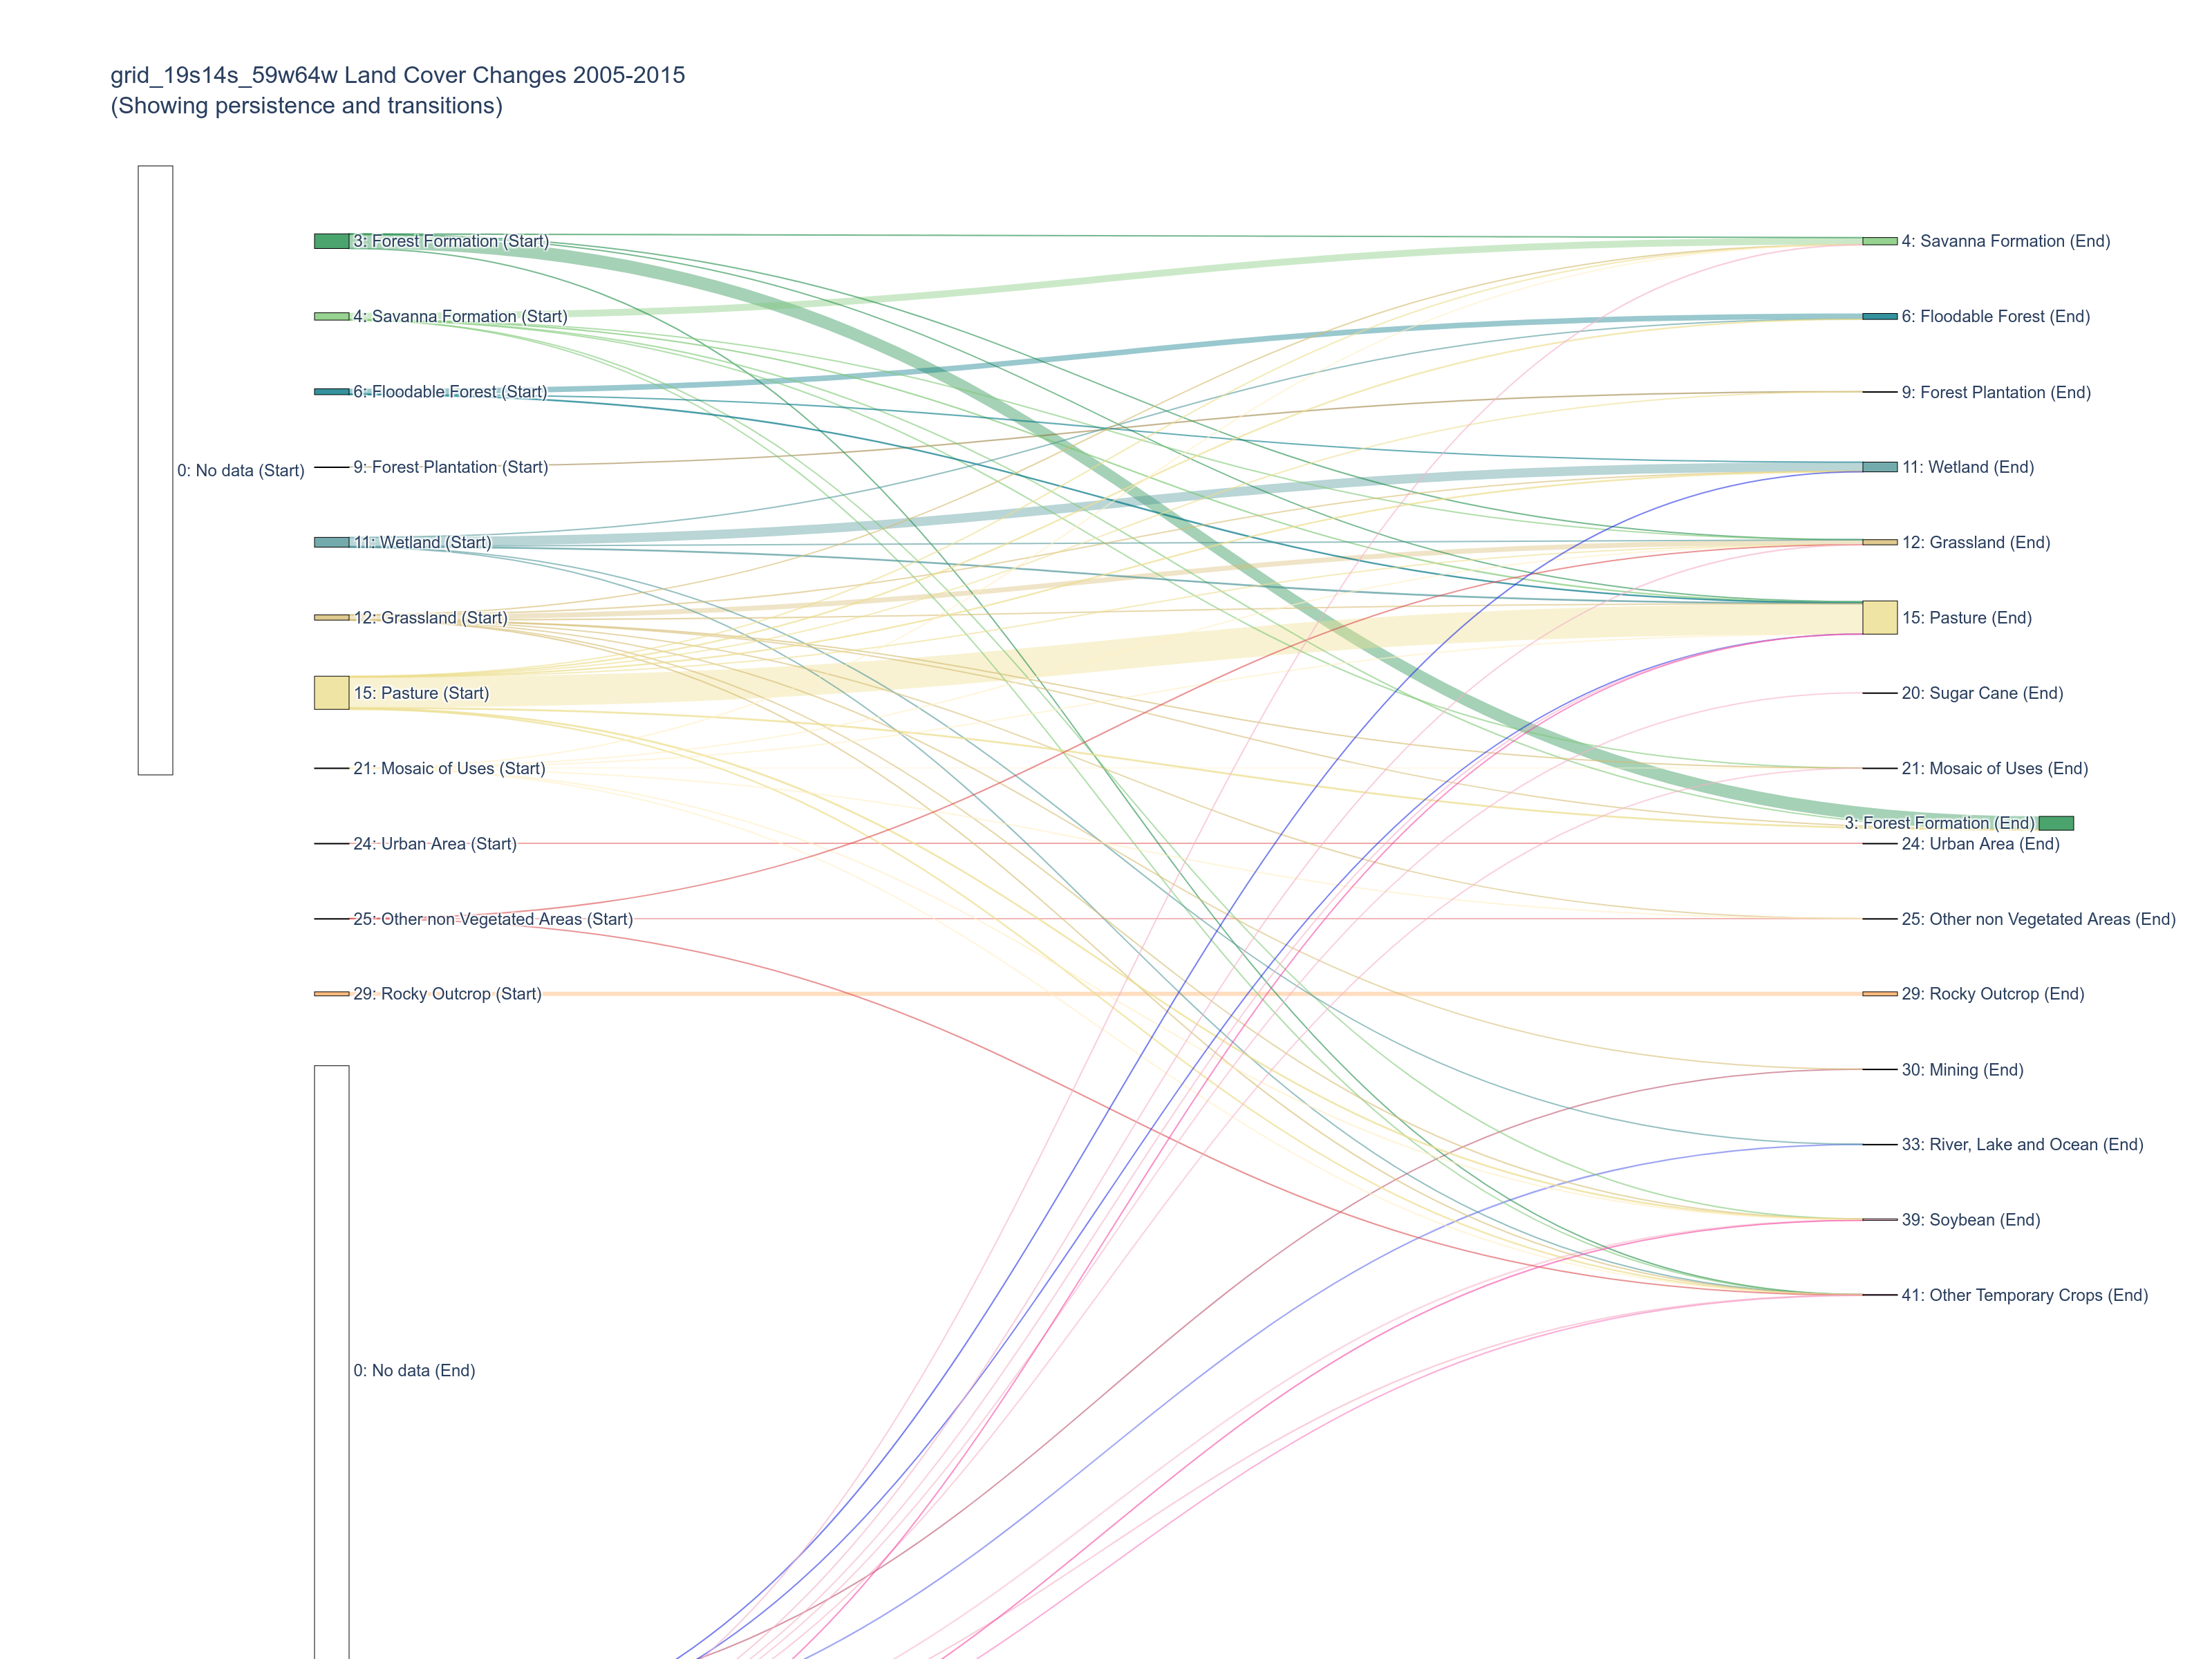 grid_19s14s_59w64w Land Cover Changes 2005-2015
(Showing persistence and transitions)
0: No data (Start)
3: Forest Formation (Start)
4: Savanna Formation (Start)
6: Floodable Forest (Start)
9: Forest Plantation (Start)
11: Wetland (Start)
12: Grassland (Start)
15: Pasture (Start)
21: Mosaic of Uses (Start)
24: Urban Area (Start)
25: Other non Vegetated Areas (Start)
29: Rocky Outcrop (Start)
0: No data (End)
4: Savanna Formation (End)
6: Floodable Forest (End)
9: Forest Plantation (End)
11: Wetland (End)
12: Grassland (End)
15: Pasture (End)
20: Sugar Cane (End)
21: Mosaic of Uses (End)
3: Forest Formation (End)
24: Urban Area (End)
25: Other non Vegetated Areas (End)
29: Rocky Outcrop (End)
30: Mining (End)
33: River, Lake and Ocean (End)
39: Soybean (End)
41: Other Temporary Crops (End)